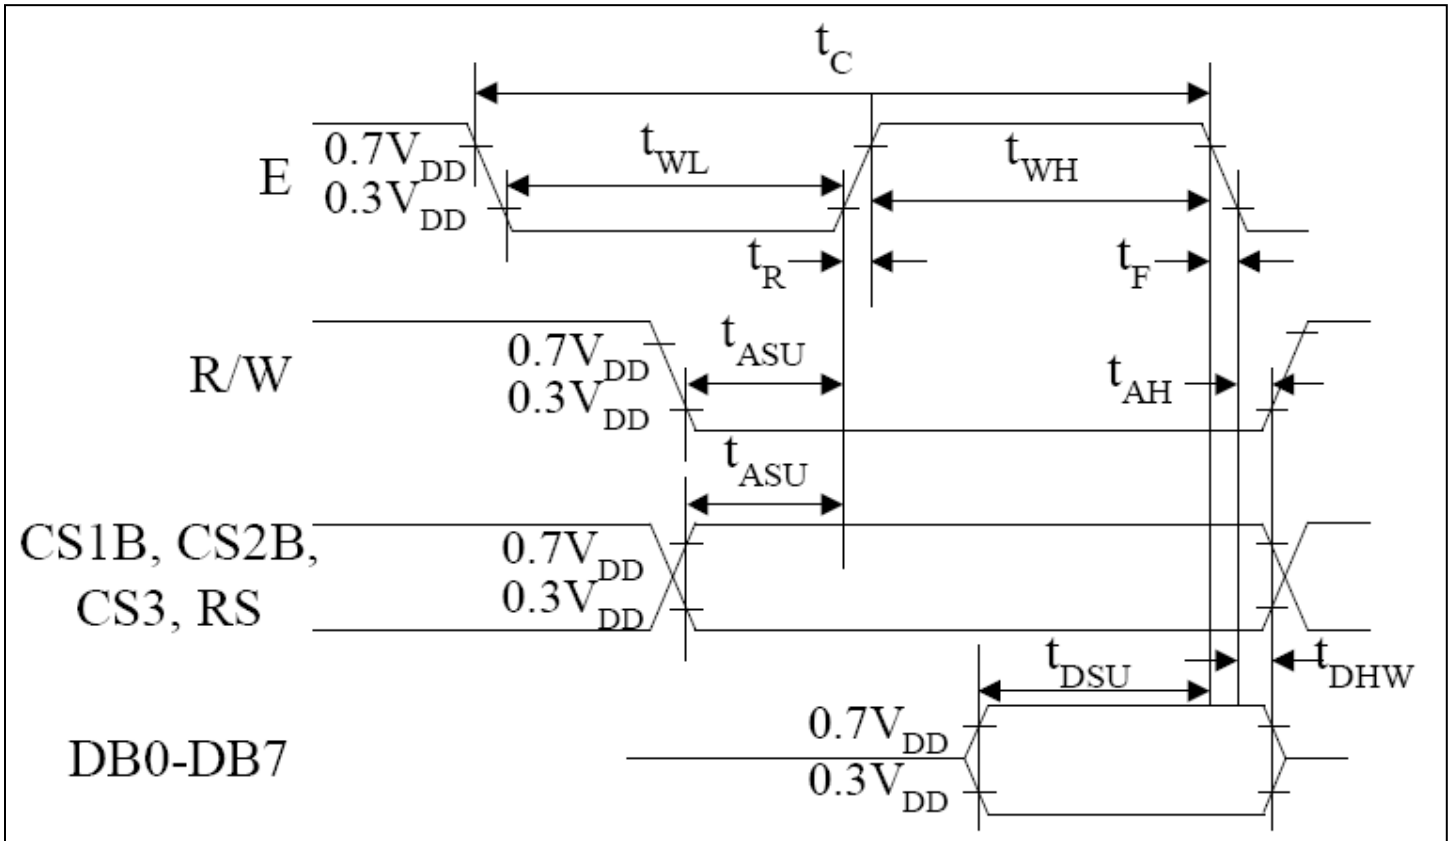 tC
0.7VDD
tWL
tWH
E
0.3VDD
tR
tF
0.7VDD
tASU
R/W
tAH
0.3VDD
tASU
CS1B, CS2B,
0.7VDD
CS3, RS
0.3VDD
tDSU
tDHW
0.7VDD
DB0-DB7
0.3VDD